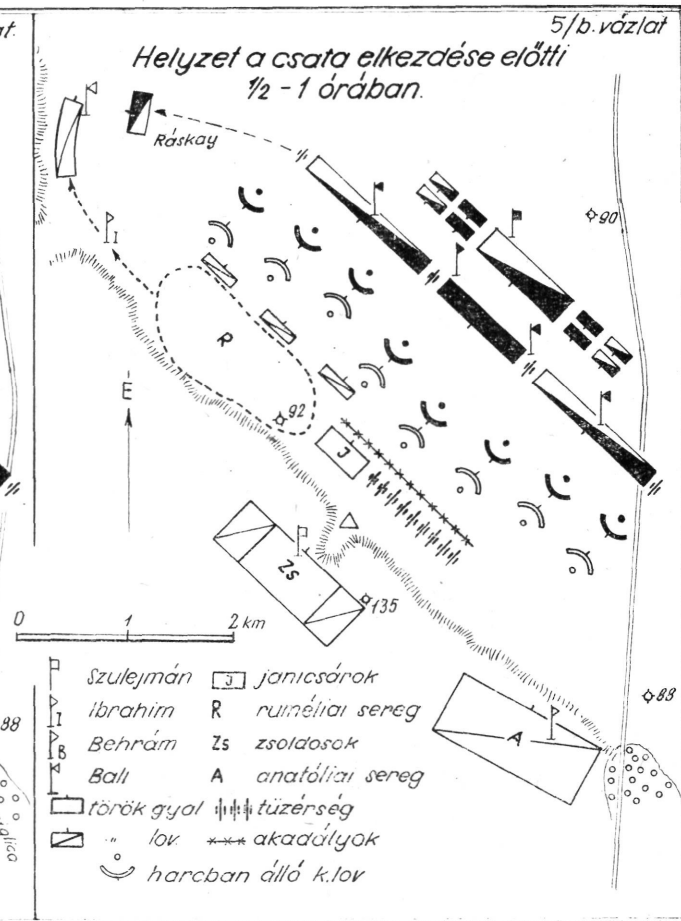 at.
5/b. vázlat
Helyzet a csata elkezdése előtti
1/2 - 1 órában.
Ráskay
I
90
R
É
92
J
Zs
135
0 1 2 km
Szulejmán J janicsárok
I Ibrahim R ruméliai sereg
B Behrám Zs zsoldosok
Bali A anatóliai sereg
török gyal tüzérség
" lov. akadályok
harcban álló k.lov
88
A
88